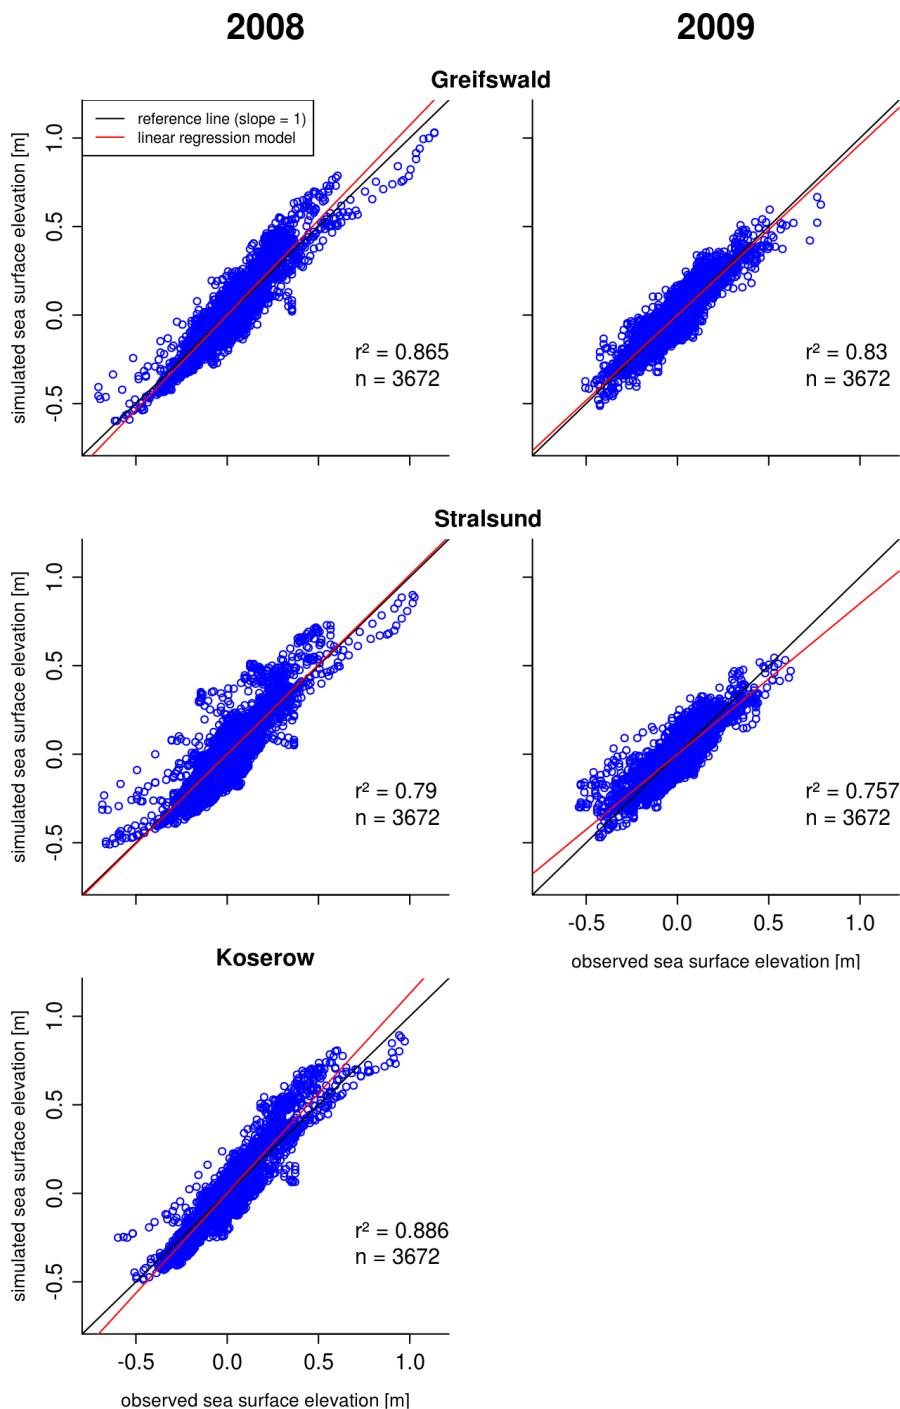 2008
2009
Greifswald
reference line (slope = 1)
linear regression model
simulated sea surface elevation [m]
1.0
0.5
0.0
-0.5
r² = 0.865
n = 3672
r² = 0.83
n = 3672
Stralsund
simulated sea surface elevation [m]
1.0
0.5
0.0
-0.5
r² = 0.79
n = 3672
r² = 0.757
n = 3672
-0.5 0.0 0.5 1.0
observed sea surface elevation [m]
Koserow
simulated sea surface elevation [m]
1.0
0.5
0.0
-0.5
r² = 0.886
n = 3672
-0.5 0.0 0.5 1.0
observed sea surface elevation [m]